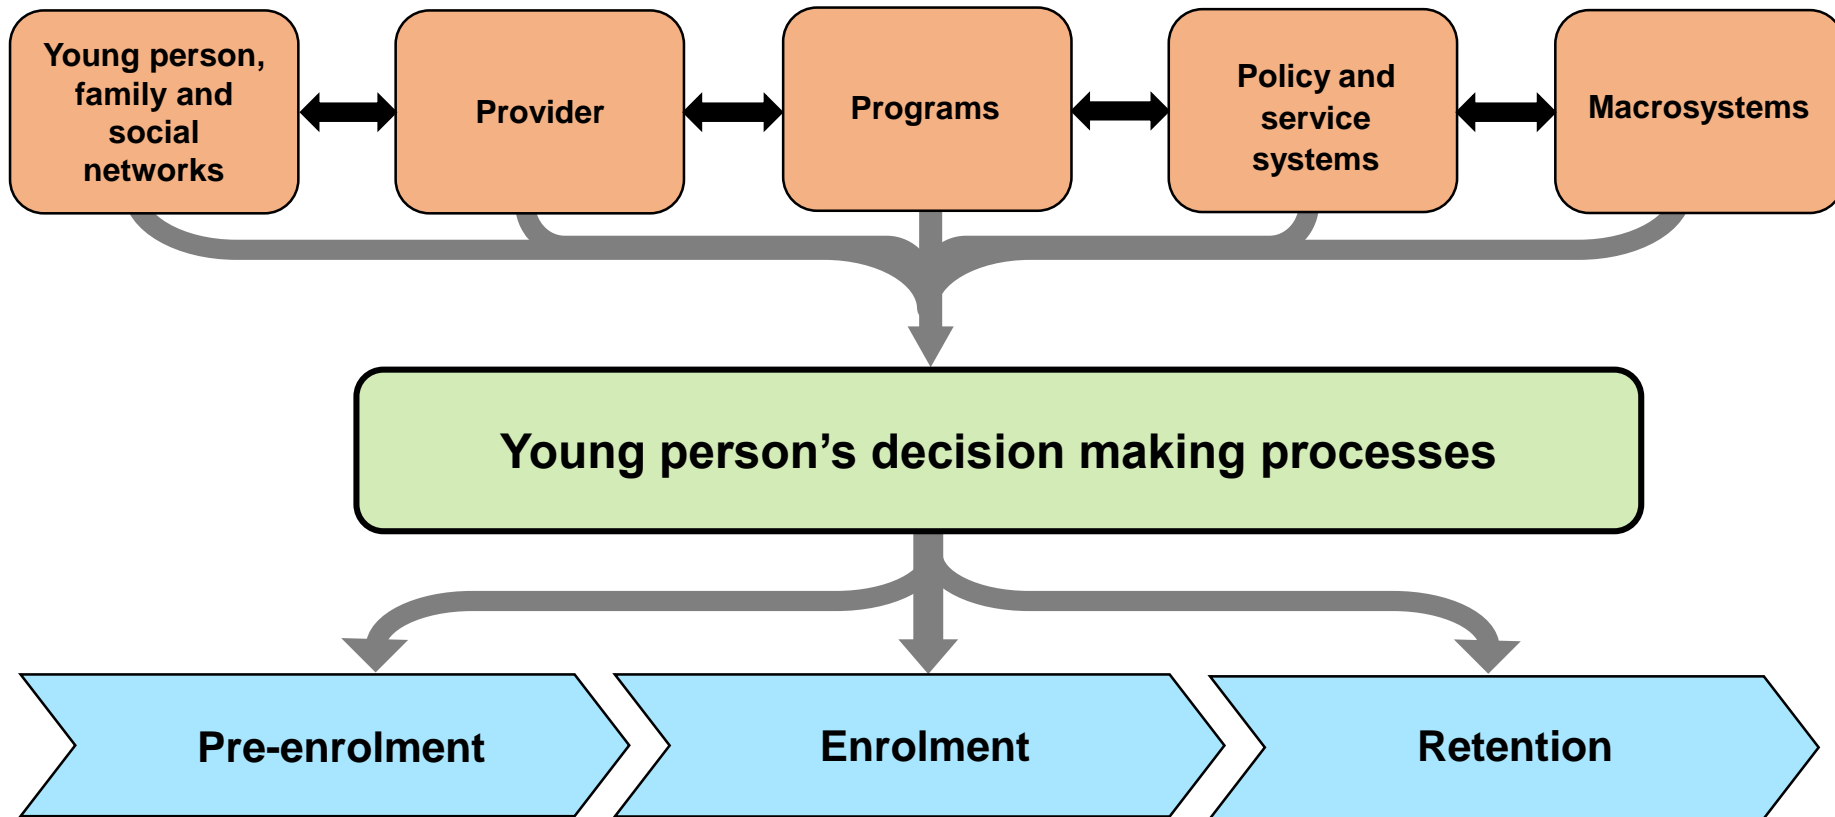 Young person,
family and
social
networks
Provider
Programs
Policy and
service
systems
Macrosystems
Young person’s decision making processes
Pre-enrolment
Enrolment
Retention